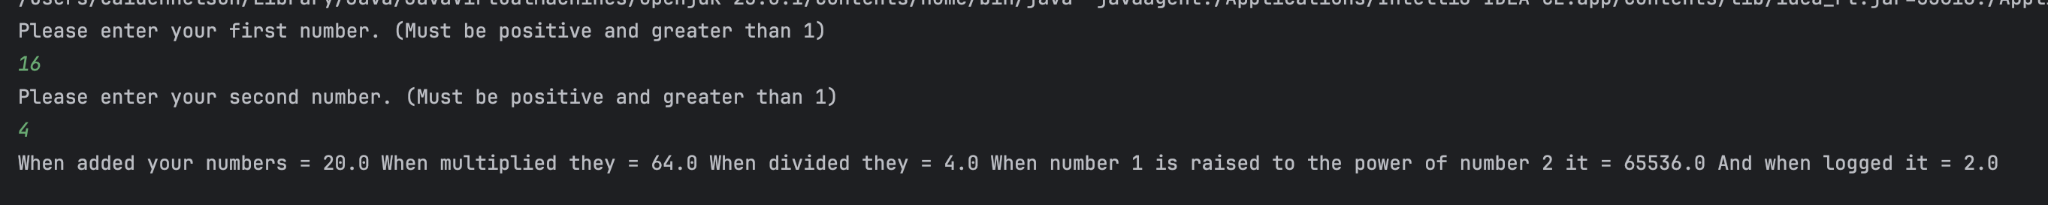 Please enter your first number. (Must be positive and greater than 1)
16
Please enter your second number. (Must be positive and greater than 1)
4
When added your numbers = 20.0 When multiplied they = 64.0 When divided they = 4.0 When number 1 is raised to the power of number 2 it = 65536.0 And when logged it = 2.0